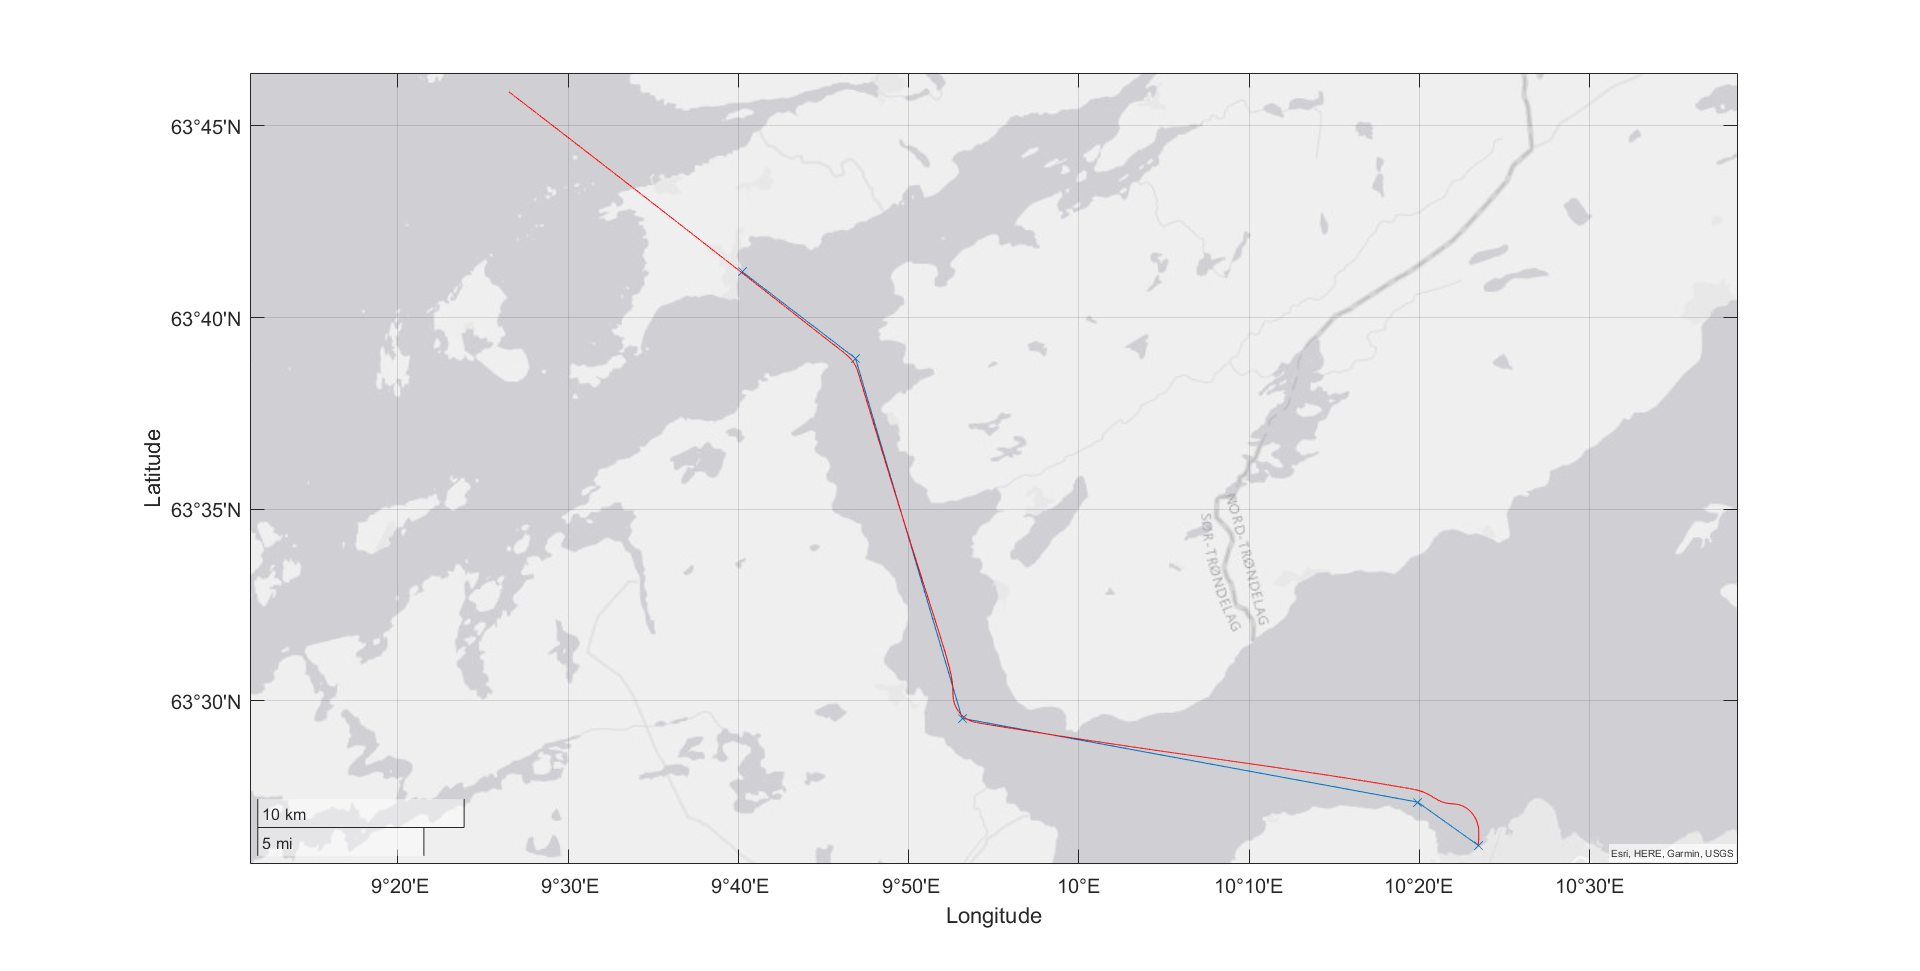 63°45'N
63°40'N
63°35'N
63°30'N
Latitude
NORD-TRØNDELAG
SØR-TRØNDELAG
10 km
5 mi
Esri, HERE, Garmin, USGS
9°20'E
9°30'E
9°40'E
9°50'E
10°E
10°10'E
10°20'E
10°30'E
Longitude